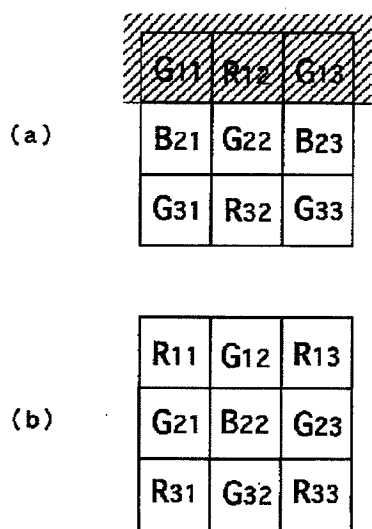 G11 R12 G13
(a) B21 G22 B23
G31 R32 G33
R11 G12 R13
(b) G21 B22 G23
R31 G32 R33